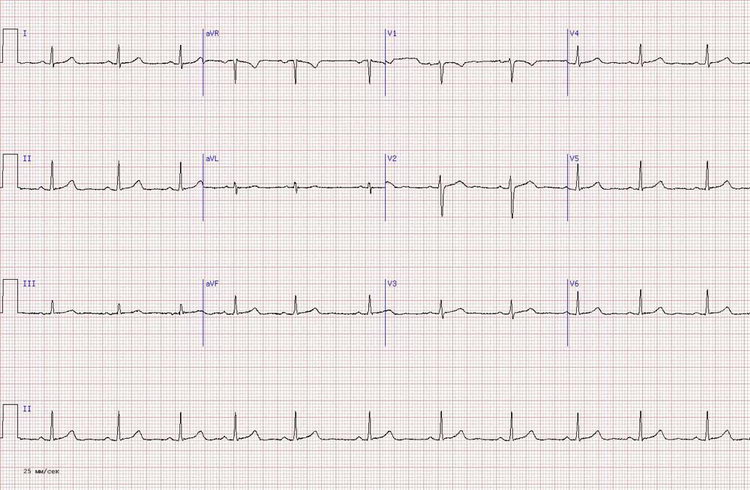 I aVR V1 V4
II aVL V2 V5
III aVF V3 V6
II
25 мм/сек